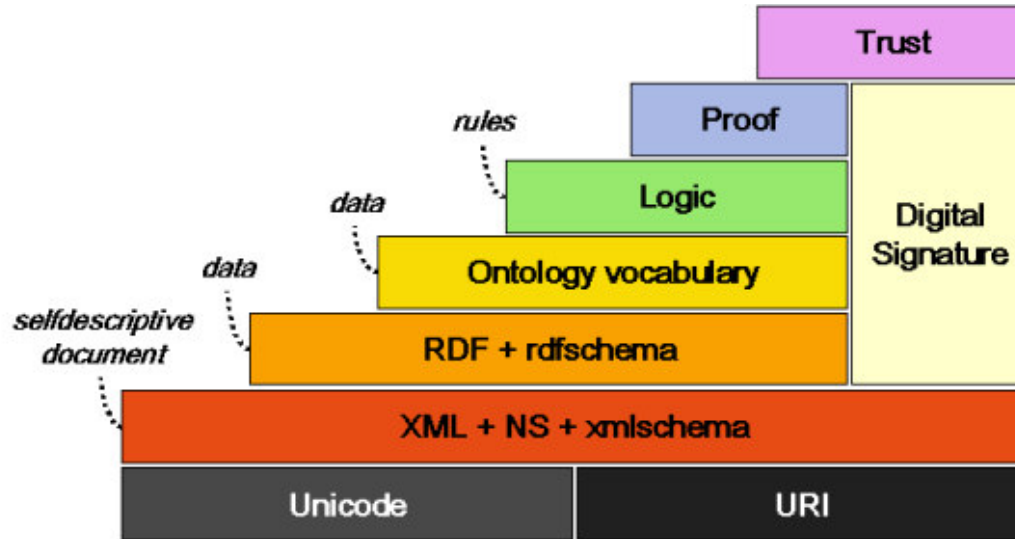 Trust
Proof
rules
Logic
Digital
Signature
data
Ontology vocabulary
data
RDF + rdfschema
selfdescriptive
document
XML + NS + xmlschema
Unicode
URI